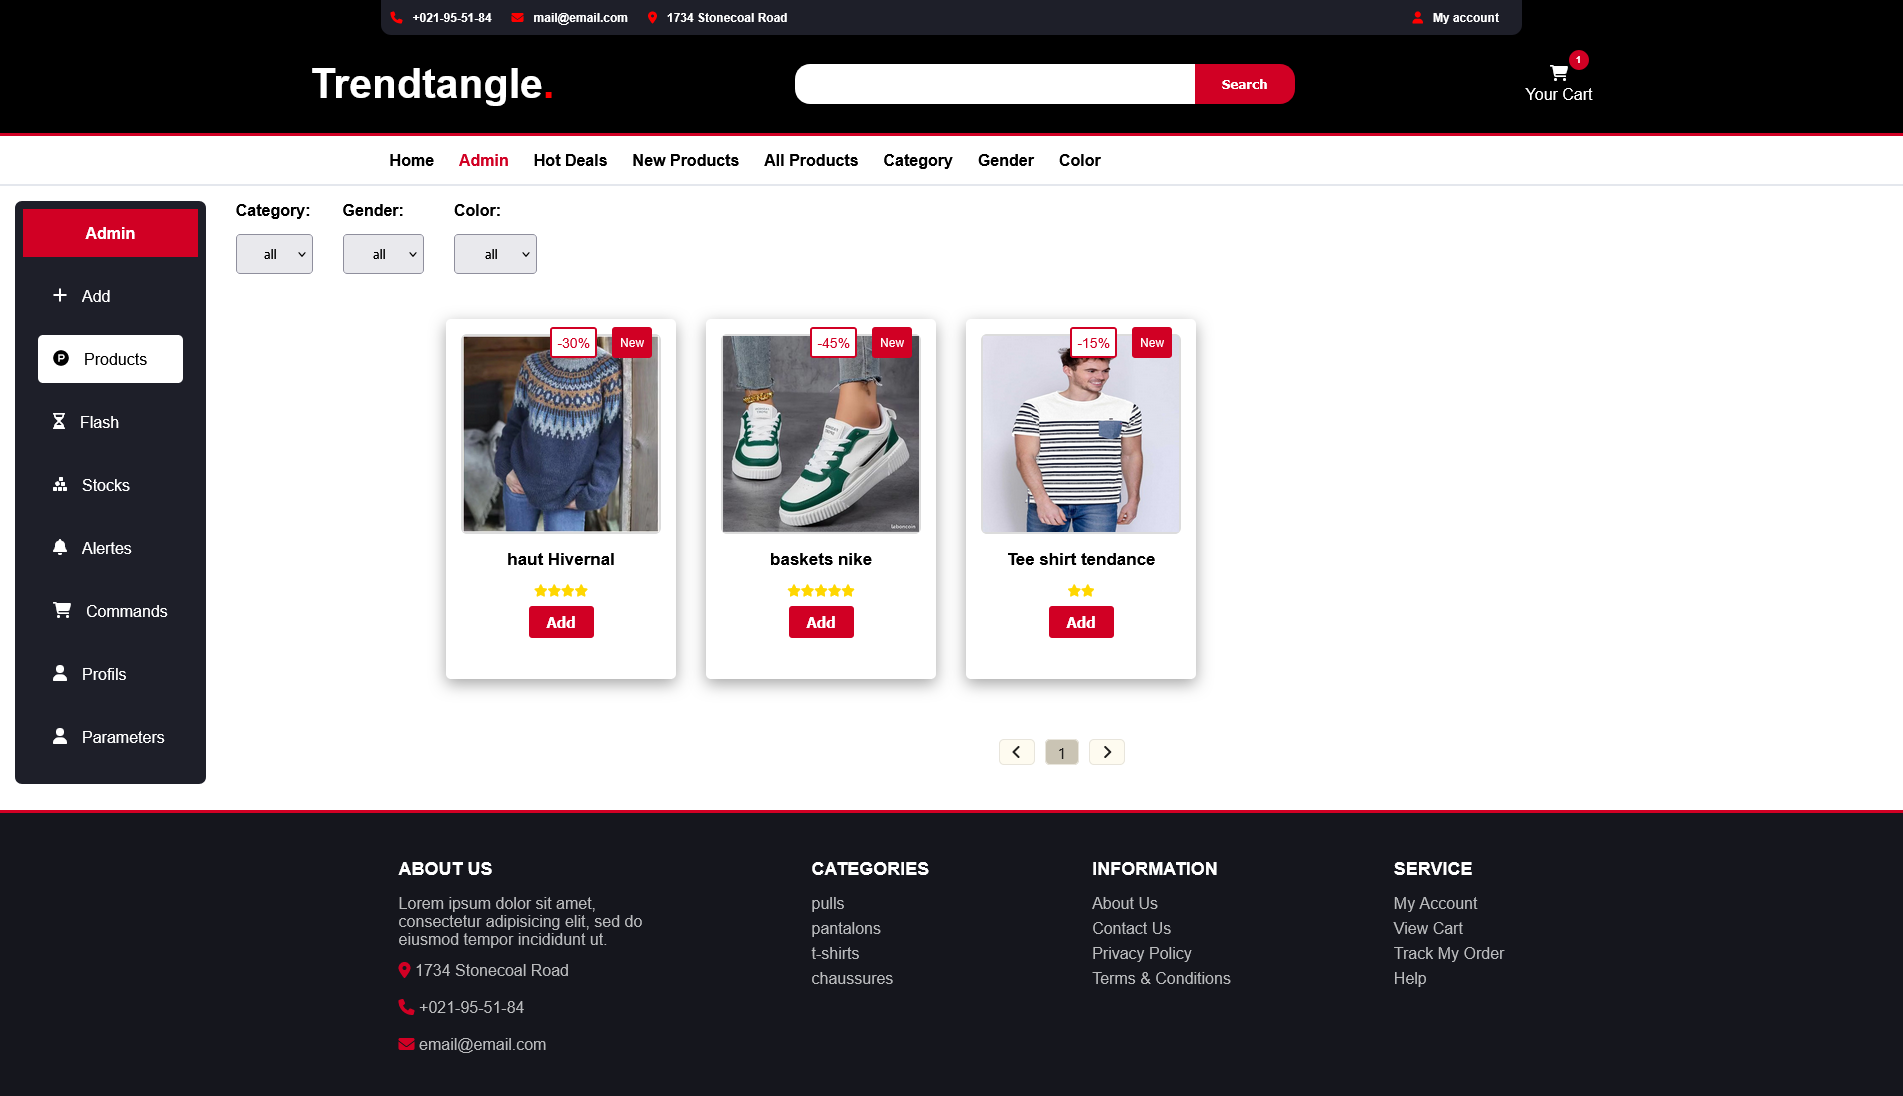 +021-95-51-84 mail@email.com 1734 Stonecoal Road My account
Trendtangle. Search 1
Your Cart
Home Admin Hot Deals New Products All Products Category Gender Color
Admin
Add
Products
Flash
Stocks
Alertes
Commands
Profils
Parameters
Category: Gender: Color:
all all all
-30% New
haut Hivernal
Add
-45% New
leboncoin
baskets nike
Add
-15% New
Tee shirt tendance
Add
1
ABOUT US
Lorem ipsum dolor sit amet,
consectetur adipisicing elit, sed do
eiusmod tempor incididunt ut.
1734 Stonecoal Road
+021-95-51-84
email@email.com
CATEGORIES
pulls
pantalons
t-shirts
chaussures
INFORMATION
About Us
Contact Us
Privacy Policy
Terms & Conditions
SERVICE
My Account
View Cart
Track My Order
Help